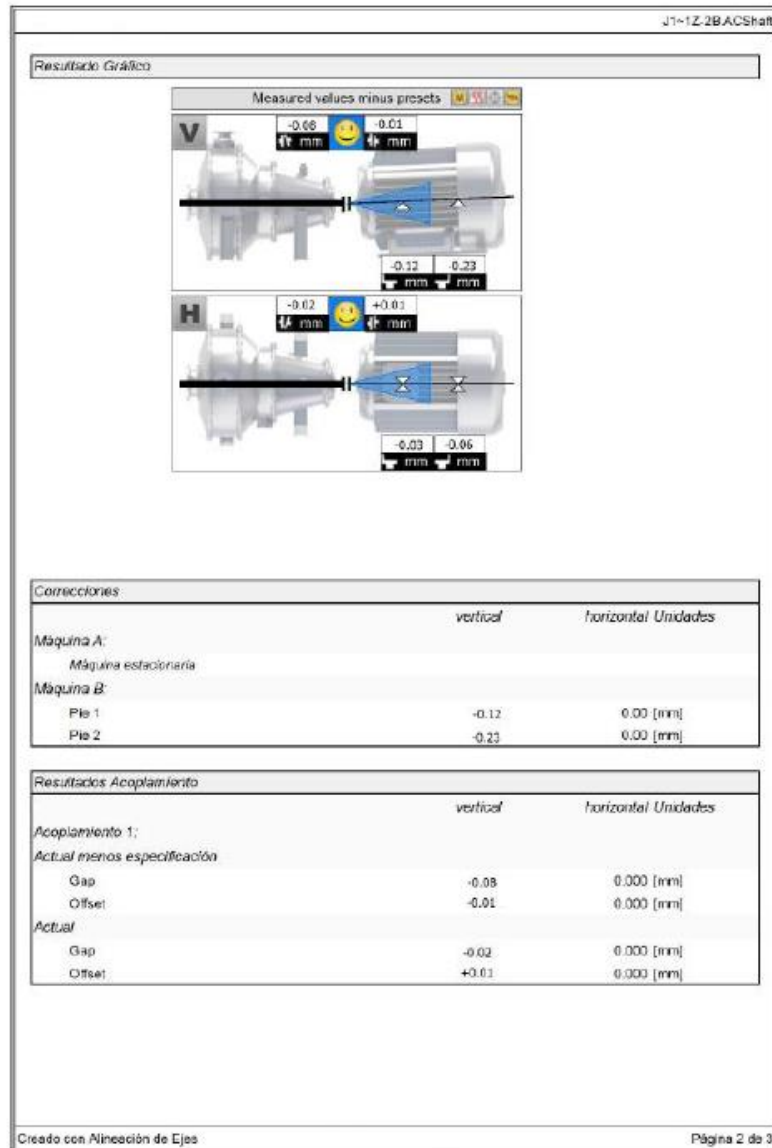 J1~1Z-2B.ACShaft
Resultado Gráfico
Measured values minus presets
V
-0.08 -0.01
mm mm
-0.12 -0.23
mm mm
H
-0.02 +0.01
mm mm
-0.03 -0.06
mm mm
Correcciones
vertical horizontal Unidades
Máquina A:
Máquina estacionaria
Máquina B:
Pie 1 -0.12 0.00 [mm]
Pie 2 -0.23 0.00 [mm]
Resultados Acoplamiento
vertical horizontal Unidades
Acoplamiento 1:
Actual menos especificación
Gap -0.08 0.000 [mm]
Offset -0.01 0.000 [mm]
Actual
Gap -0.02 0.000 [mm]
Offset +0.01 0.000 [mm]
Creado con Alineación de Ejes Página 2 de 3